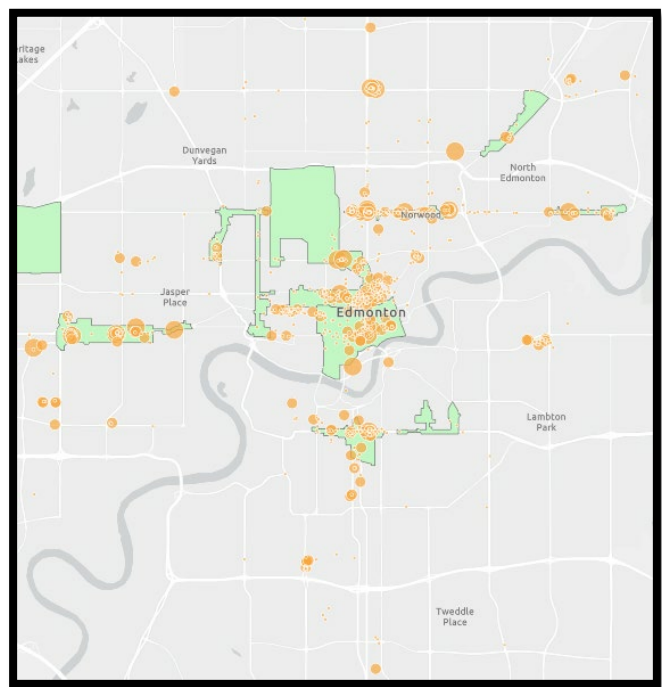 eritage
akes
Dunvegan
Yards
North
Edmonton
Norwood
Jasper
Place
Edmonton
Lambton
Park
Tweddle
Place